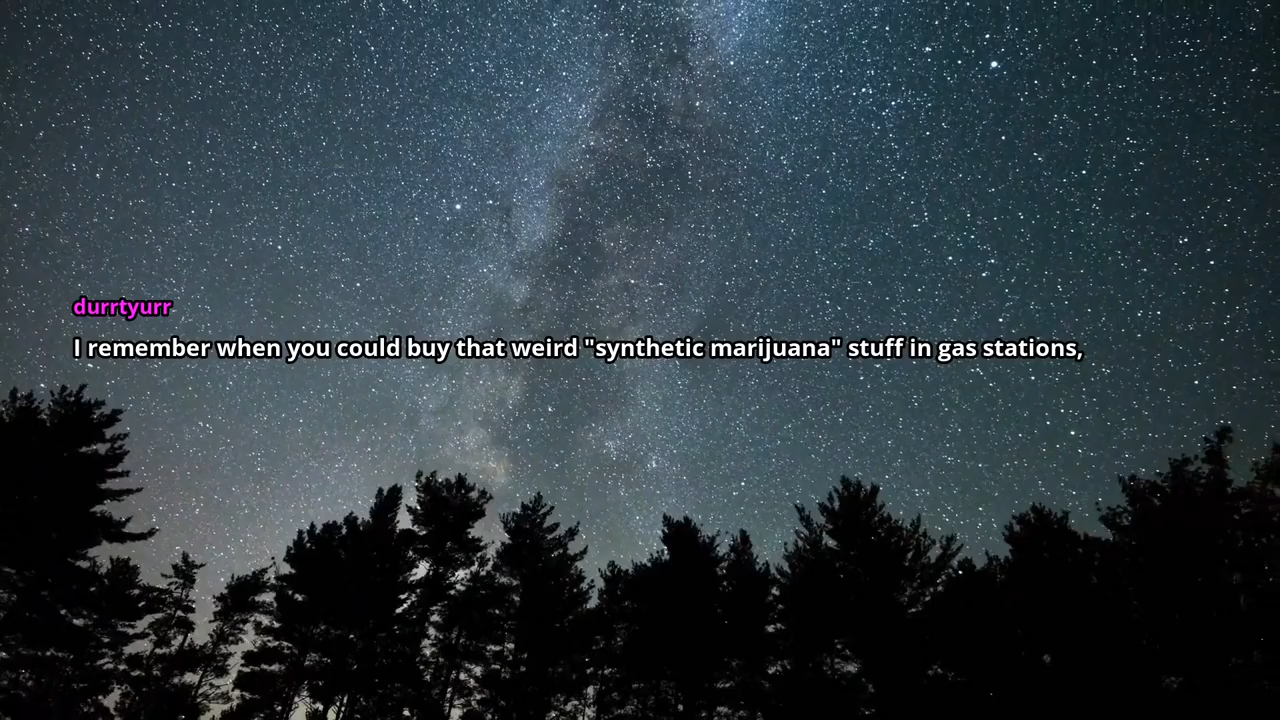 durrtyurr
I remember when you could buy that weird "synthetic marijuana" stuff in gas stations,